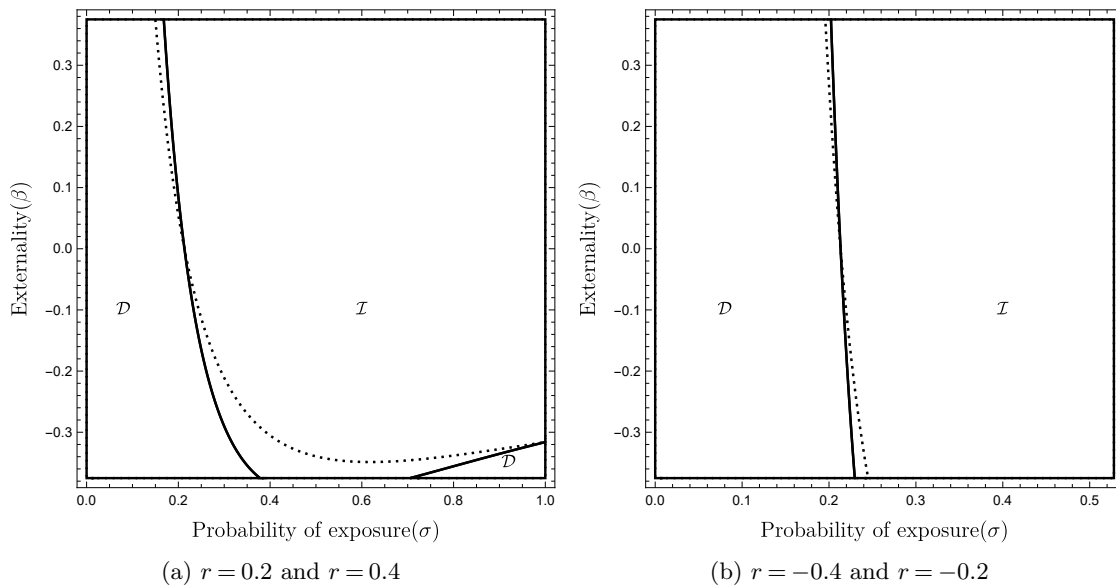 0.3
0.2
0.1
0.0
−0.1
−0.2
−0.3
Externality(β)
𝒟
ℐ
𝒟
0.0 0.2 0.4 0.6 0.8 1.0
Probability of exposure(σ)
(a) r = 0.2 and r = 0.4
0.3
0.2
0.1
0.0
−0.1
−0.2
−0.3
Externality(β)
𝒟
ℐ
0.0 0.1 0.2 0.3 0.4 0.5
Probability of exposure(σ)
(b) r = −0.4 and r = −0.2